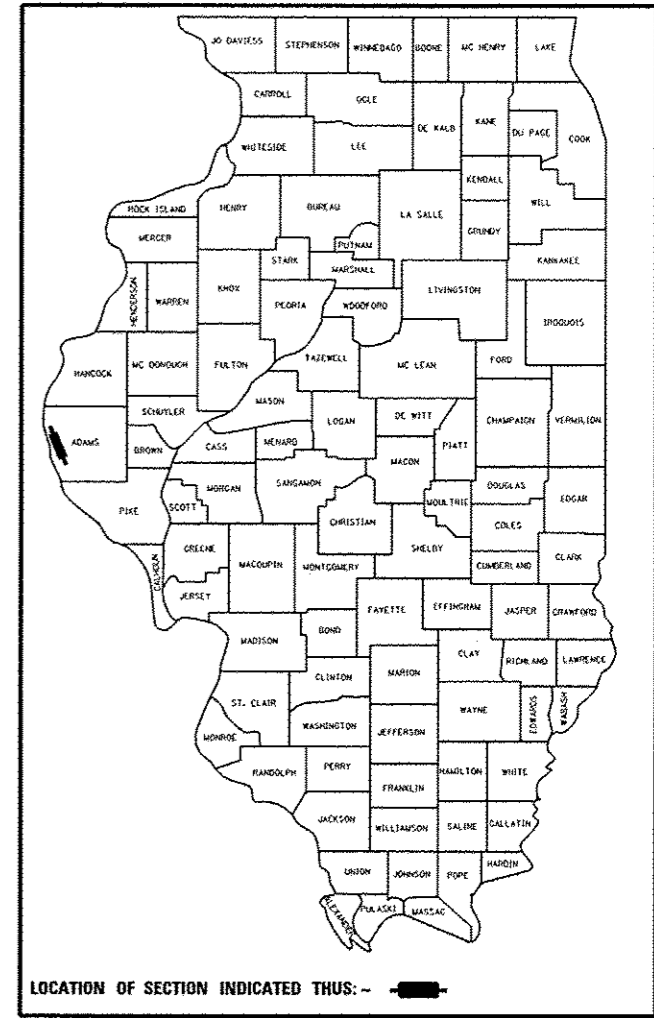 JO DAVIESS STEPHENSON WINNEBAGO BOONE MC HENRY LAKE
CARROLL OGLE DE KALB KANE DU PAGE COOK
WHITESIDE LEE
KENDALL WILL
ROCK ISLAND HENRY BUREAU LA SALLE GRUNDY
MERCER PUTNAM KANKAKEE
STARK MARSHALL
HENDERSON WARREN KNOX PEORIA WOODFORD LIVINGSTON IROQUOIS
HANCOCK MC DONOUGH FULTON TAZEWELL MC LEAN FORD
SCHUYLER MASON LOGAN DE WITT CHAMPAIGN VERMILION
ADAMS BROWN CASS MENARD MACON PIATT
MORGAN SANGAMON DOUGLAS EDGAR
PIKE SCOTT CHRISTIAN MOULTRIE COLES
GREENE MACOUPIN MONTGOMERY SHELBY CUMBERLAND CLARK
CALHOUN JERSEY FAYETTE EFFINGHAM JASPER CRAWFORD
MADISON BOND CLAY RICHLAND LAWRENCE
CLINTON MARION
ST. CLAIR WAYNE EDWARDS WABASH
MONROE WASHINGTON JEFFERSON
RANDOLPH PERRY HAMILTON WHITE
FRANKLIN
JACKSON WILLIAMSON SALINE GALLATIN
UNION JOHNSON POPE HARDIN
ALEXANDER PULASKI MASSAC
LOCATION OF SECTION INDICATED THUS: ~